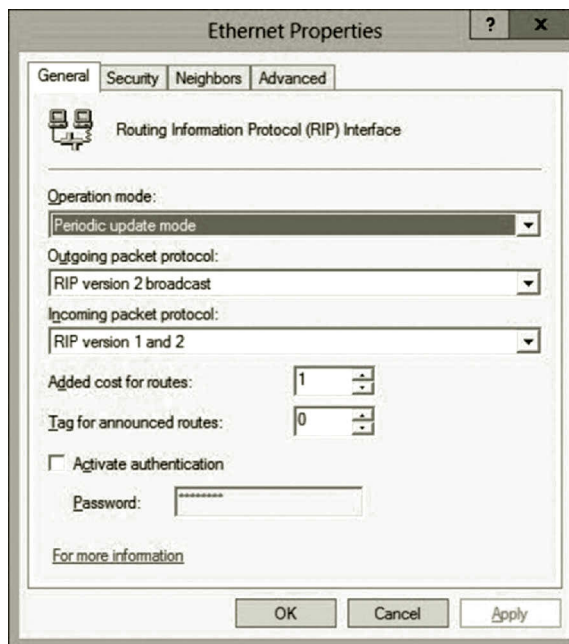 Ethernet Properties
? x
General Security Neighbors Advanced
Routing Information Protocol (RIP) Interface
Operation mode:
Periodic update mode
Outgoing packet protocol:
RIP version 2 broadcast
Incoming packet protocol:
RIP version 1 and 2
Added cost for routes: 1
Tag for announced routes: 0
Activate authentication
Password: ********
For more information
OK Cancel Apply